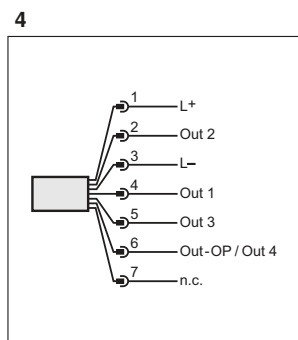 4
1 L+
2 Out 2
3 L–
4 Out 1
5 Out 3
6 Out-OP / Out 4
7 n.c.